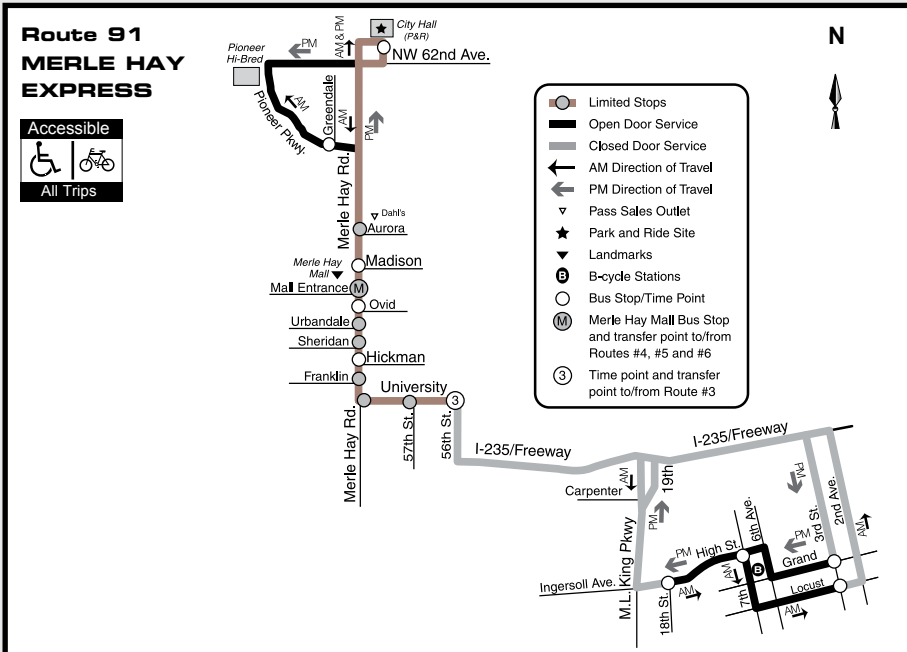 Route 91
MERLE HAY
EXPRESS
Accessible
All Trips
City Hall
(P&R)
NW 62nd Ave.
PM
AM & PM
Pioneer
Hi-Bred
AM
Pioneer Pkwy.
Greendale
AM
PM
Merle Hay Rd.
Dahl's
Aurora
Madison
Merle Hay
Mall
Mall Entrance
M
Ovid
Urbandale
Sheridan
Hickman
Franklin
University
3
Merle Hay Rd.
57th St.
56th St.
I-235/Freeway
I-235/Freeway
Carpenter
AM
PM
19th
M.L. King Pkwy
Ingersoll Ave.
18th St.
PM
High St.
AM
AM
7th
6th Ave.
B
PM
Grand
Locust
AM
PM
3rd St.
2nd Ave.
AM
N
Limited Stops
Open Door Service
Closed Door Service
AM Direction of Travel
PM Direction of Travel
Pass Sales Outlet
Park and Ride Site
Landmarks
B B-cycle Stations
Bus Stop/Time Point
M Merle Hay Mall Bus Stop
and transfer point to/from
Routes #4, #5 and #6
3 Time point and transfer
point to/from Route #3